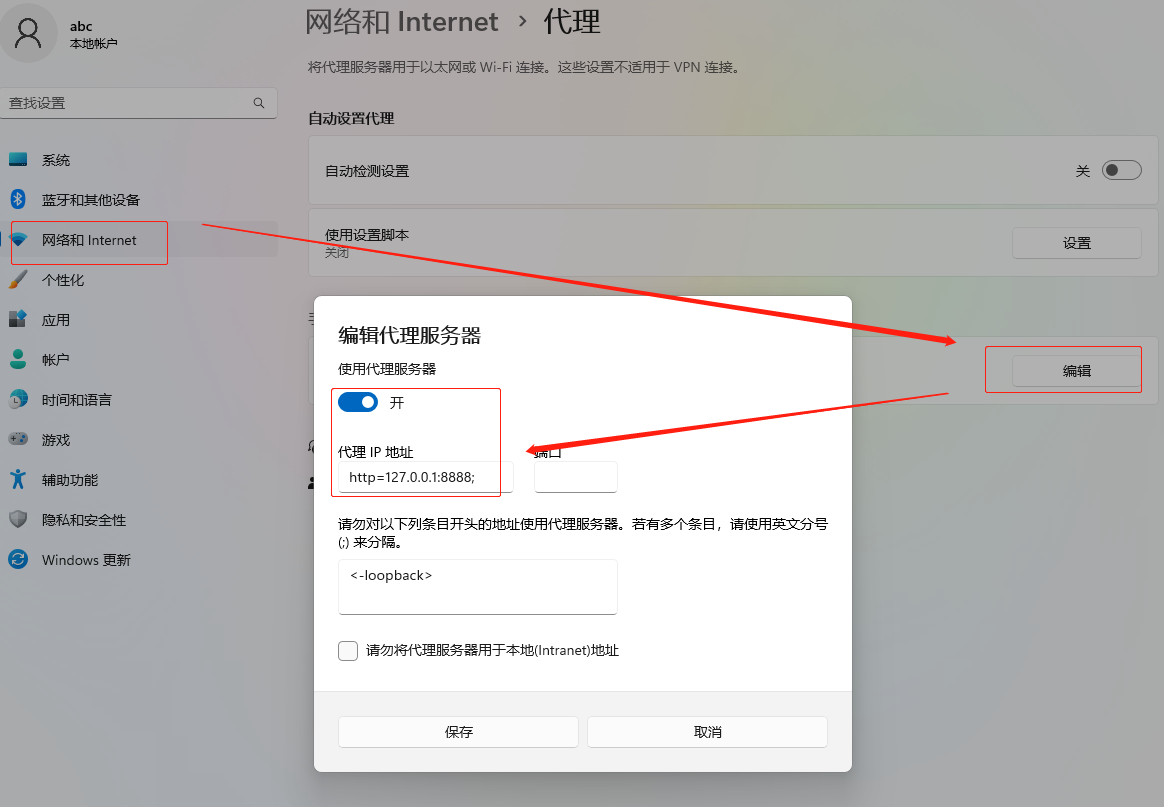 abc
本地帐户
查找设置
系统
蓝牙和其他设备
网络和 Internet
个性化
应用
帐户
时间和语言
游戏
辅助功能
隐私和安全性
Windows 更新
网络和 Internet › 代理
将代理服务器用于以太网或 Wi-Fi 连接。这些设置不适用于 VPN 连接。
自动设置代理
自动检测设置
关
使用设置脚本
关闭
设置
编辑
编辑代理服务器
使用代理服务器
开
代理 IP 地址
端口
http=127.0.0.1:8888;
请勿对以下列条目开头的地址使用代理服务器。若有多个条目，请使用英文分号
(;) 来分隔。
<-loopback>
请勿将代理服务器用于本地(Intranet)地址
保存
取消